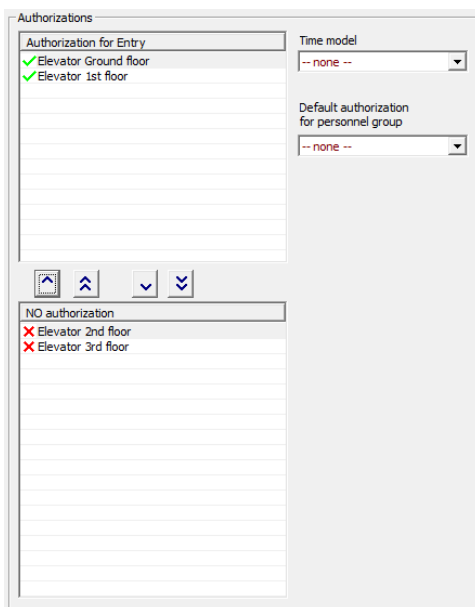 Authorizations
Authorization for Entry
Elevator Ground floor
Elevator 1st floor
Time model
-- none --
Default authorization
for personnel group
-- none --
NO authorization
Elevator 2nd floor
Elevator 3rd floor